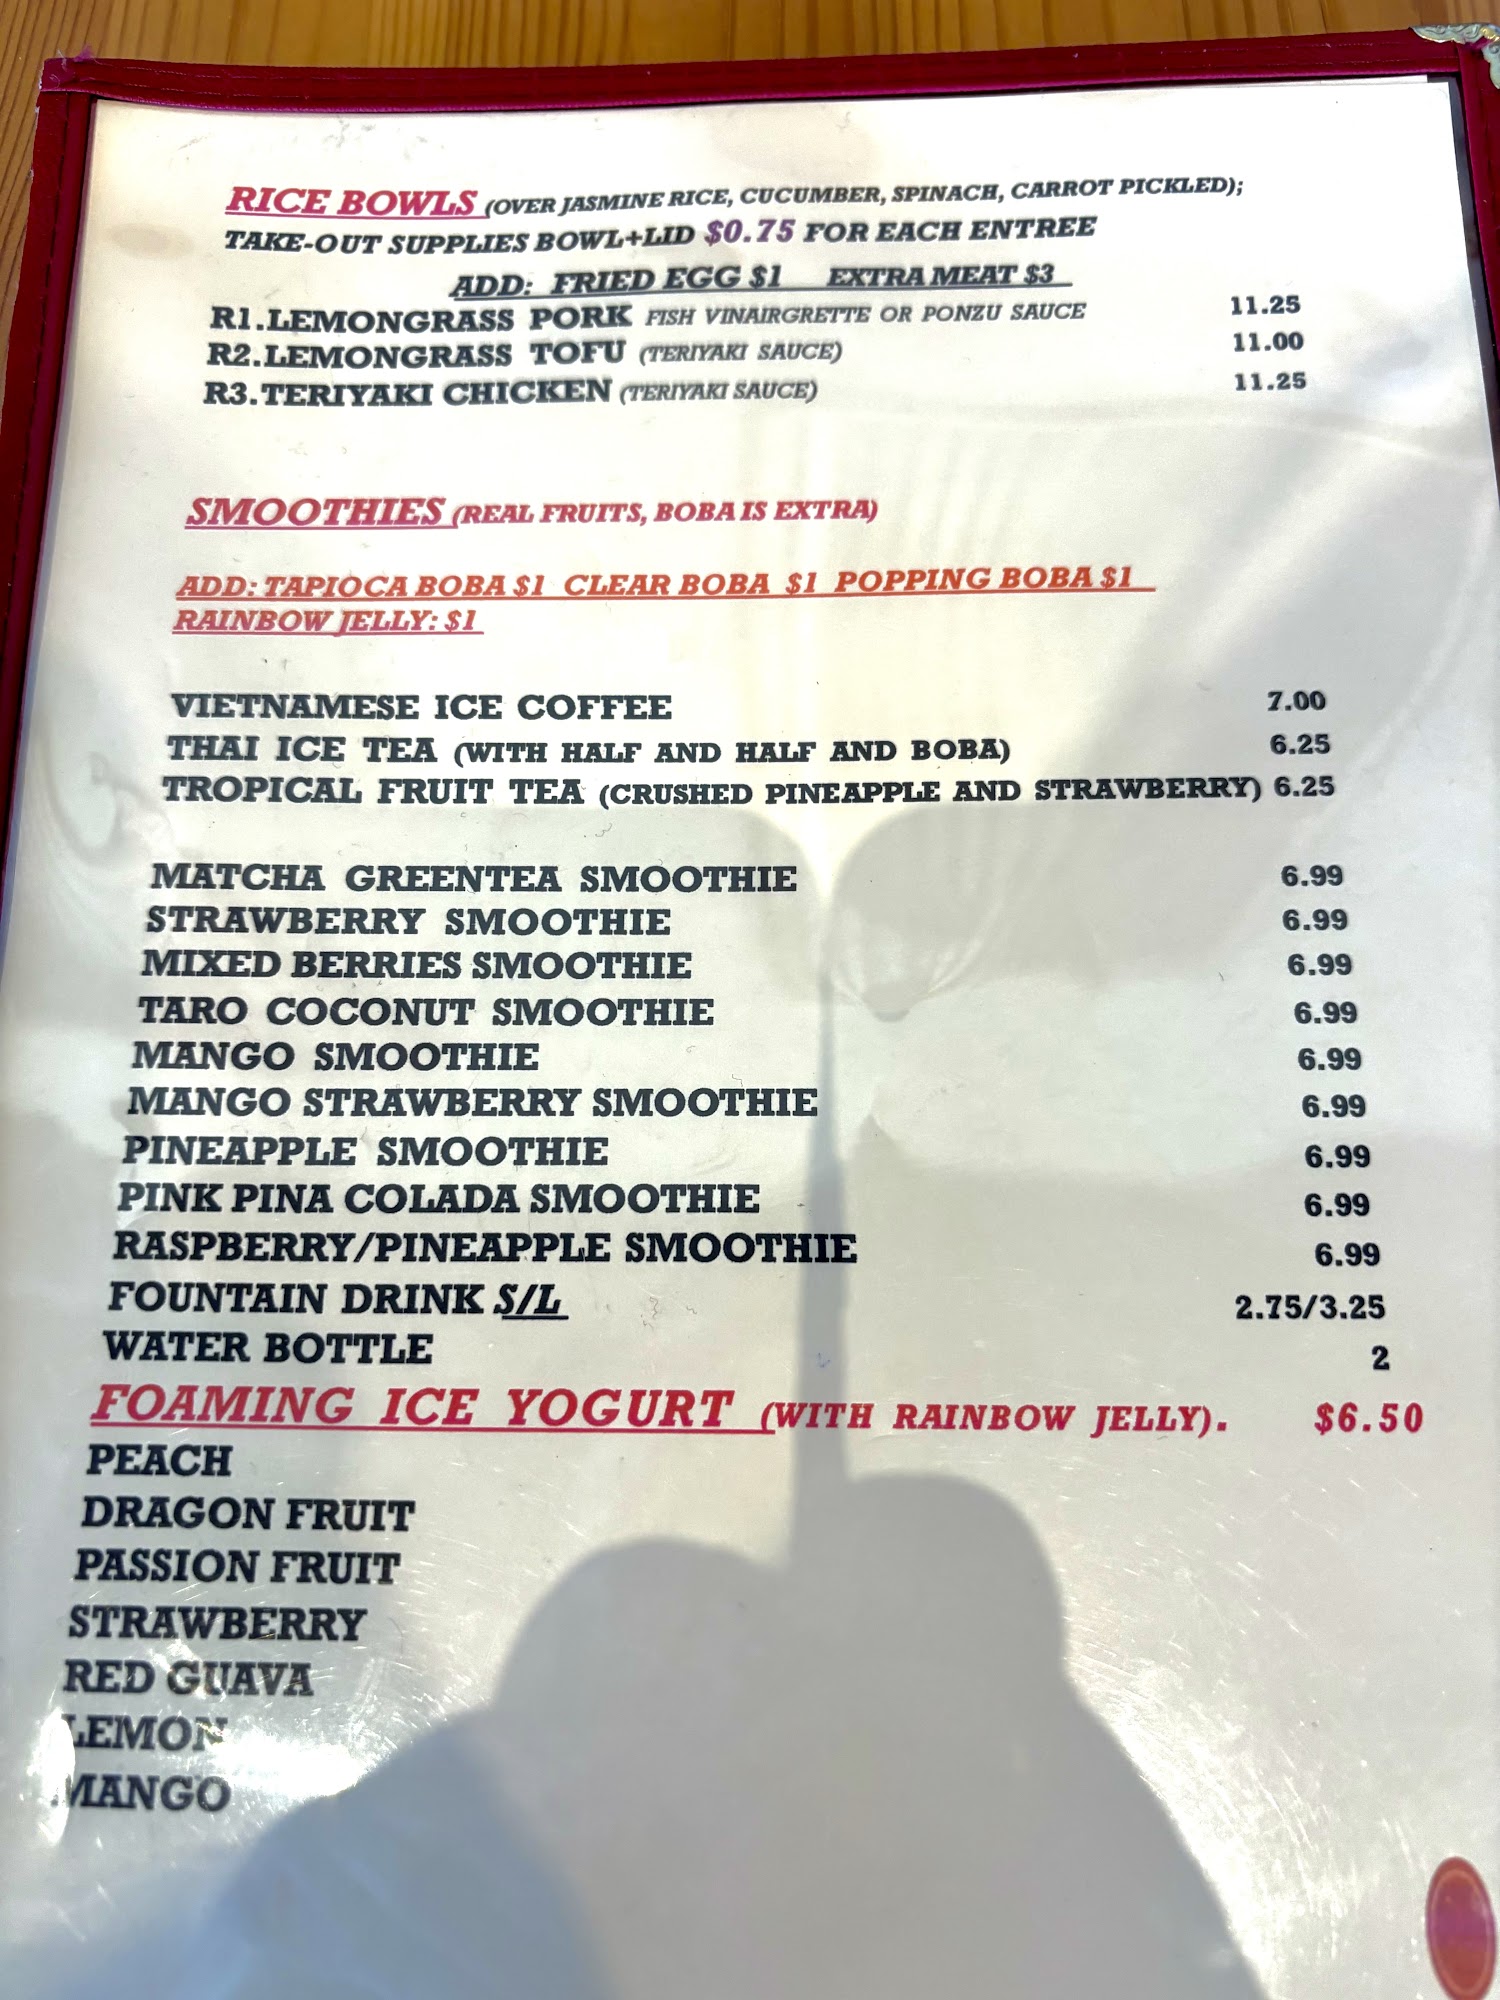 RICE BOWLS (OVER JASMINE RICE, CUCUMBER, SPINACH, CARROT PICKLED);
TAKE-OUT SUPPLIES BOWL+LID $0.75 FOR EACH ENTREE
ADD: FRIED EGG $1 EXTRA MEAT $3
R1.LEMONGRASS PORK FISH VINAIRGRETTE OR PONZU SAUCE 11.25
R2.LEMONGRASS TOFU (TERIYAKI SAUCE) 11.00
R3.TERIYAKI CHICKEN (TERIYAKI SAUCE) 11.25
SMOOTHIES (REAL FRUITS, BOBA IS EXTRA)
ADD: TAPIOCA BOBA $1 CLEAR BOBA $1 POPPING BOBA $1
RAINBOW JELLY: $1
VIETNAMESE ICE COFFEE 7.00
THAI ICE TEA (WITH HALF AND HALF AND BOBA) 6.25
TROPICAL FRUIT TEA (CRUSHED PINEAPPLE AND STRAWBERRY) 6.25
MATCHA GREENTEA SMOOTHIE 6.99
STRAWBERRY SMOOTHIE 6.99
MIXED BERRIES SMOOTHIE 6.99
TARO COCONUT SMOOTHIE 6.99
MANGO SMOOTHIE 6.99
MANGO STRAWBERRY SMOOTHIE 6.99
PINEAPPLE SMOOTHIE 6.99
PINK PINA COLADA SMOOTHIE 6.99
RASPBERRY/PINEAPPLE SMOOTHIE 6.99
FOUNTAIN DRINK S/L 2.75/3.25
WATER BOTTLE 2
FOAMING ICE YOGURT (WITH RAINBOW JELLY). $6.50
PEACH
DRAGON FRUIT
PASSION FRUIT
STRAWBERRY
RED GUAVA
LEMON
MANGO